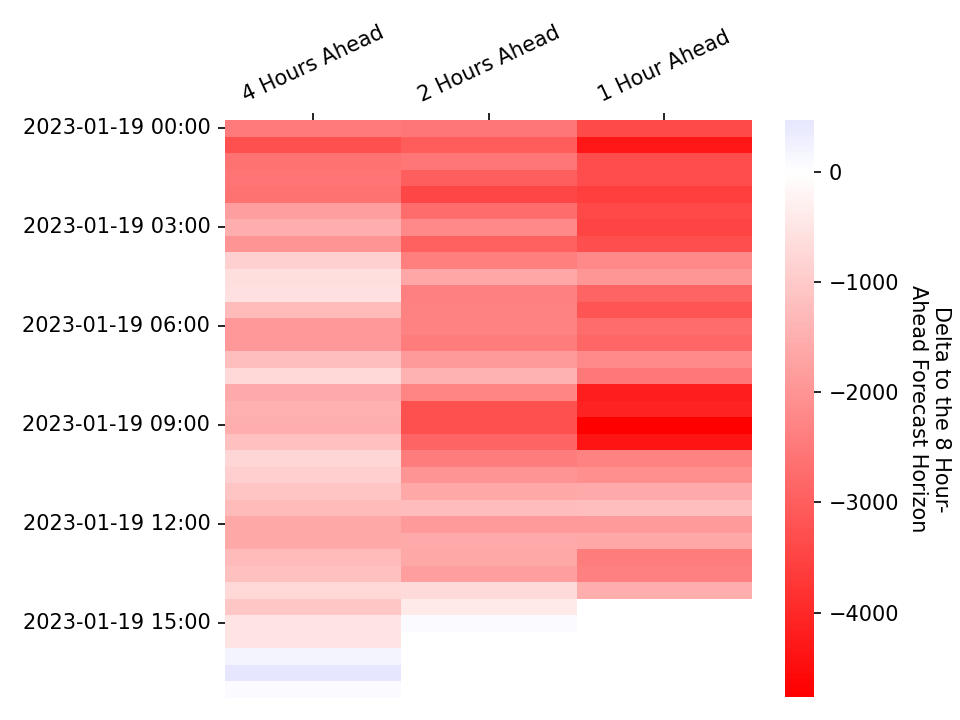 4 Hours Ahead
2 Hours Ahead
1 Hour Ahead
2023-01-19 00:00
2023-01-19 03:00
2023-01-19 06:00
2023-01-19 09:00
2023-01-19 12:00
2023-01-19 15:00
0
−1000
−2000
−3000
−4000
Delta to the 8 Hour-
Ahead Forecast Horizon